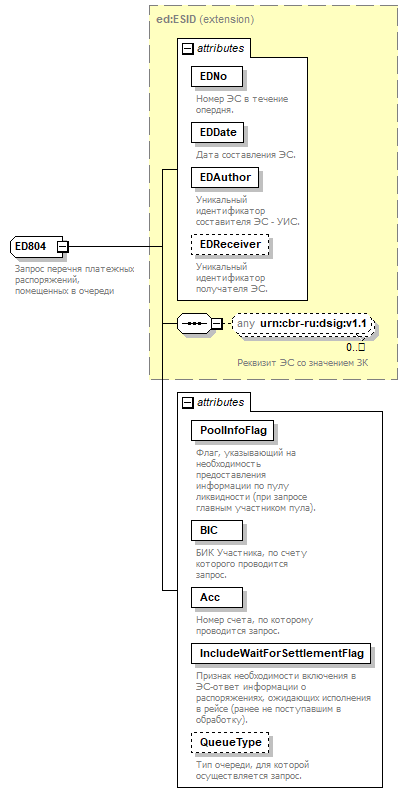 ed:ESID (extension)
attributes
EDNo
Номер ЭС в течение
опердня.
EDDate
Дата составления ЭС.
EDAuthor
Уникальный
идентификатор
составителя ЭС - УИС.
EDReceiver
Уникальный
идентификатор
получателя ЭС.
ED804
Запрос перечня платежных
распоряжений,
помещенных в очереди
any urn:cbr-ru:dsig:v1.1
0..□
Реквизит ЭС со значением ЗК
attributes
PoolInfoFlag
Флаг, указывающий на
необходимость
предоставления
информации по пулу
ликвидности (при запросе
главным участником пула).
BIC
БИК Участника, по счету
которого проводится
запрос.
Acc
Номер счета, по которому
проводится запрос.
IncludeWaitForSettlementFlag
Признак необходимости включения в
ЭС-ответ информации о
распоряжениях, ожидающих исполнения
в рейсе (ранее не поступавшим в
обработку).
QueueType
Тип очереди, для которой
осуществляется запрос.